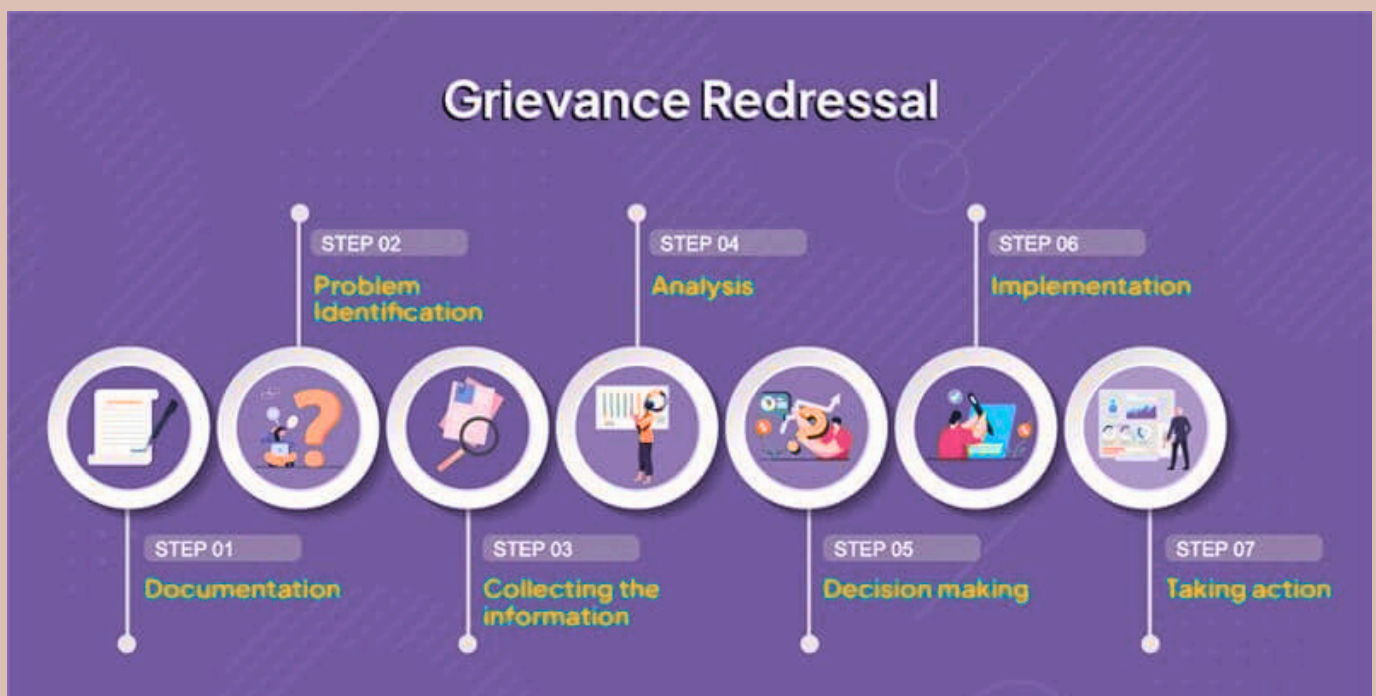 Grievance Redressal
STEP 01
Documentation
STEP 02
Problem
Identification
STEP 03
Collecting the
information
STEP 04
Analysis
STEP 05
Decision making
STEP 06
Implementation
STEP 07
Taking action